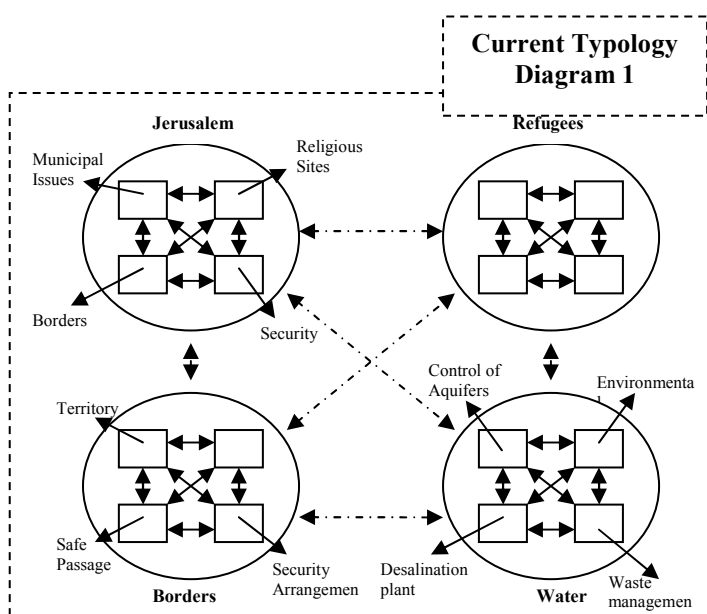 Current Typology
Diagram 1
Jerusalem
Refugees
Municipal
Issues
Religious
Sites
Borders
Security
Control of
Aquifers
Environmental
Territory
Safe
Passage
Security
Arrangemen
Desalination
plant
Waste
managemen
Borders
Water